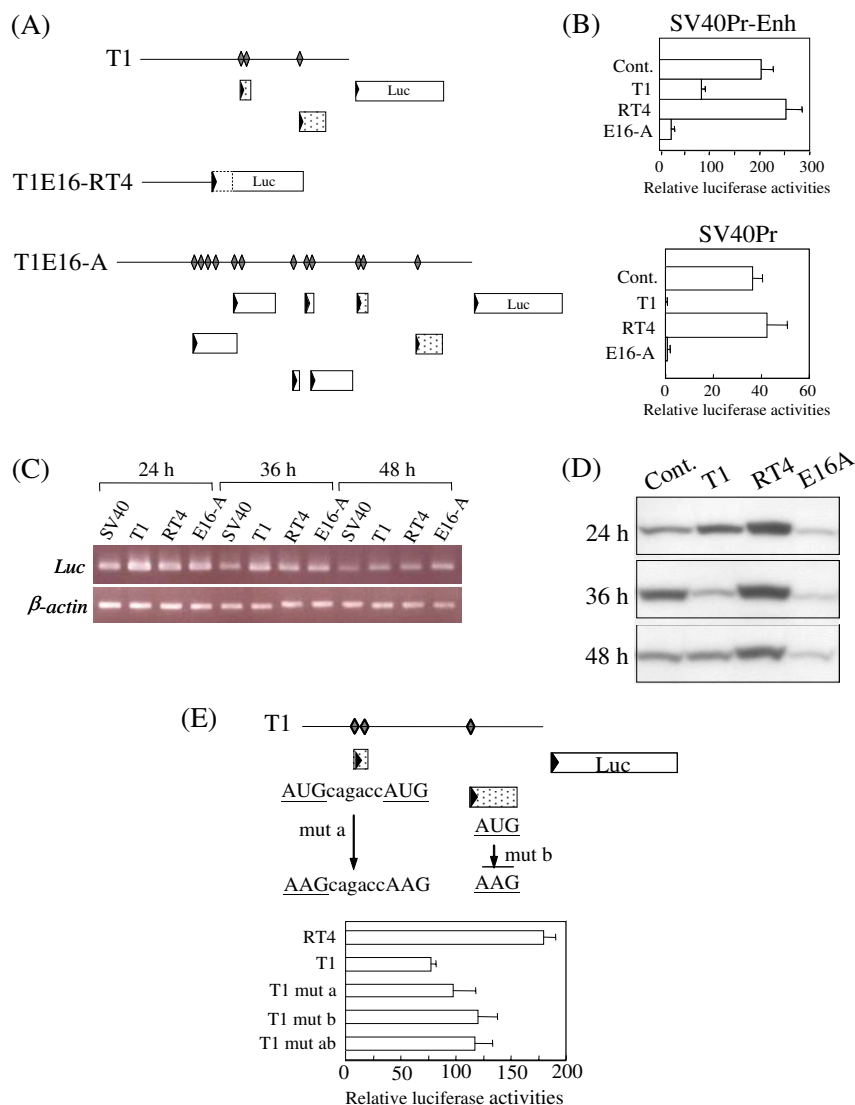 (A)
T1
Luc
T1E16-RT4
Luc
T1E16-A
Luc
(B)
SV40Pr-Enh
Cont.
T1
RT4
E16-A
0 100 200 300
Relative luciferase activities
SV40Pr
Cont.
T1
RT4
E16-A
0 20 40 60
Relative luciferase activities
(C)
24 h 36 h 48 h
SV40 T1 RT4 E16-A SV40 T1 RT4 E16-A SV40 T1 RT4 E16-A
Luc
β-actin
(D)
Cont. T1 RT4 E16A
24 h
36 h
48 h
(E)
T1
Luc
AUGcagaccAUG
AUG
mut a
mut b
AAGcagaccAAG
AAG
RT4
T1
T1 mut a
T1 mut b
T1 mut ab
0 50 100 150 200
Relative luciferase activities